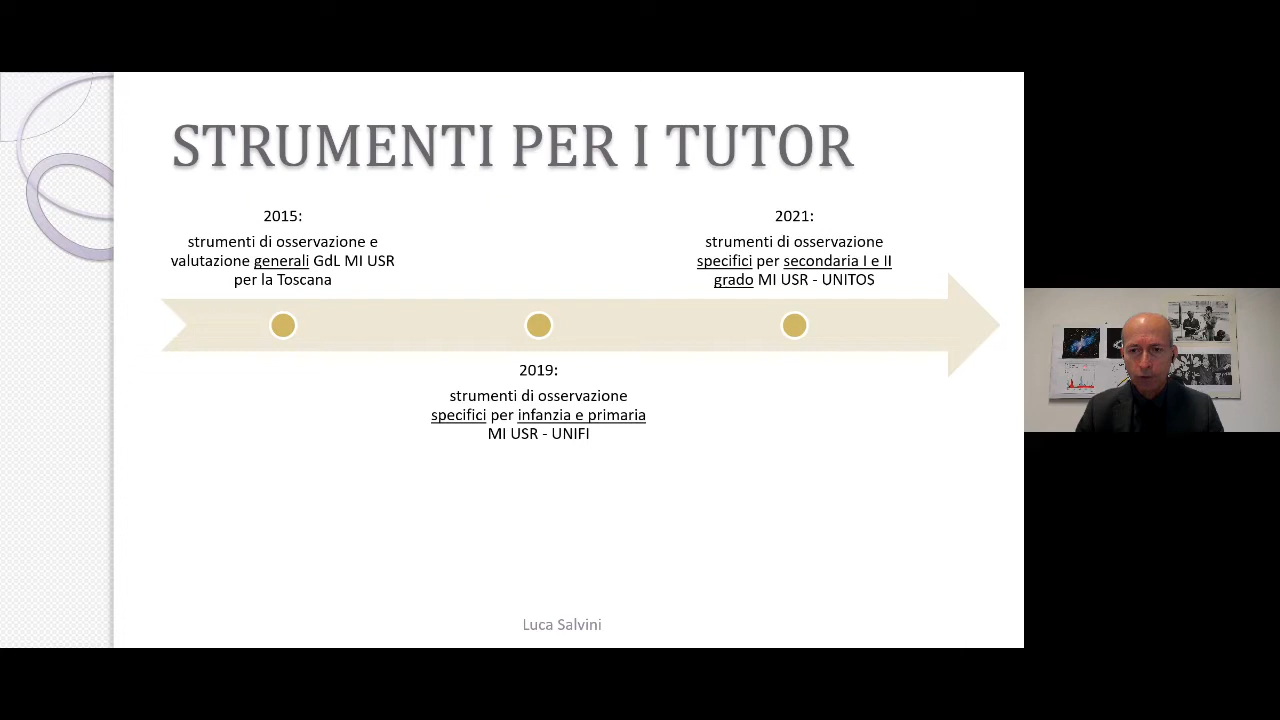 STRUMENTI PER I TUTOR
2015:
strumenti di osservazione e
valutazione generali GdL MI USR
per la Toscana
2021:
strumenti di osservazione
specifici per secondaria I e II
grado MI USR - UNITOS
2019:
strumenti di osservazione
specifici per infanzia e primaria
MI USR - UNIFI
Luca Salvini